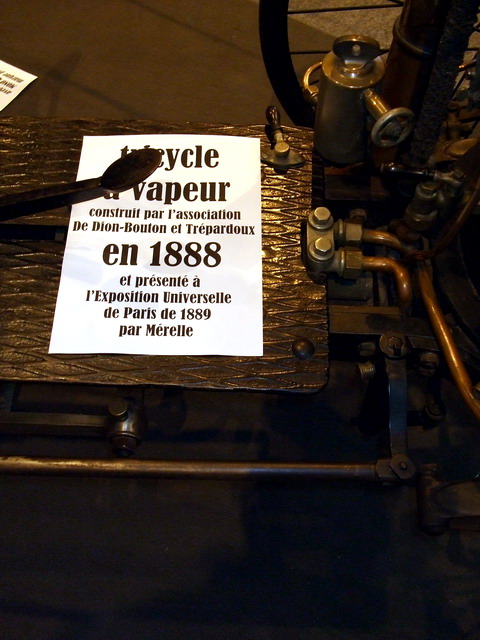 tricycle
à vapeur
construit par l'association
De Dion-Bouton et Trépardoux
en 1888
et présenté à
l'Exposition Universelle
de Paris de 1889
par Mérelle